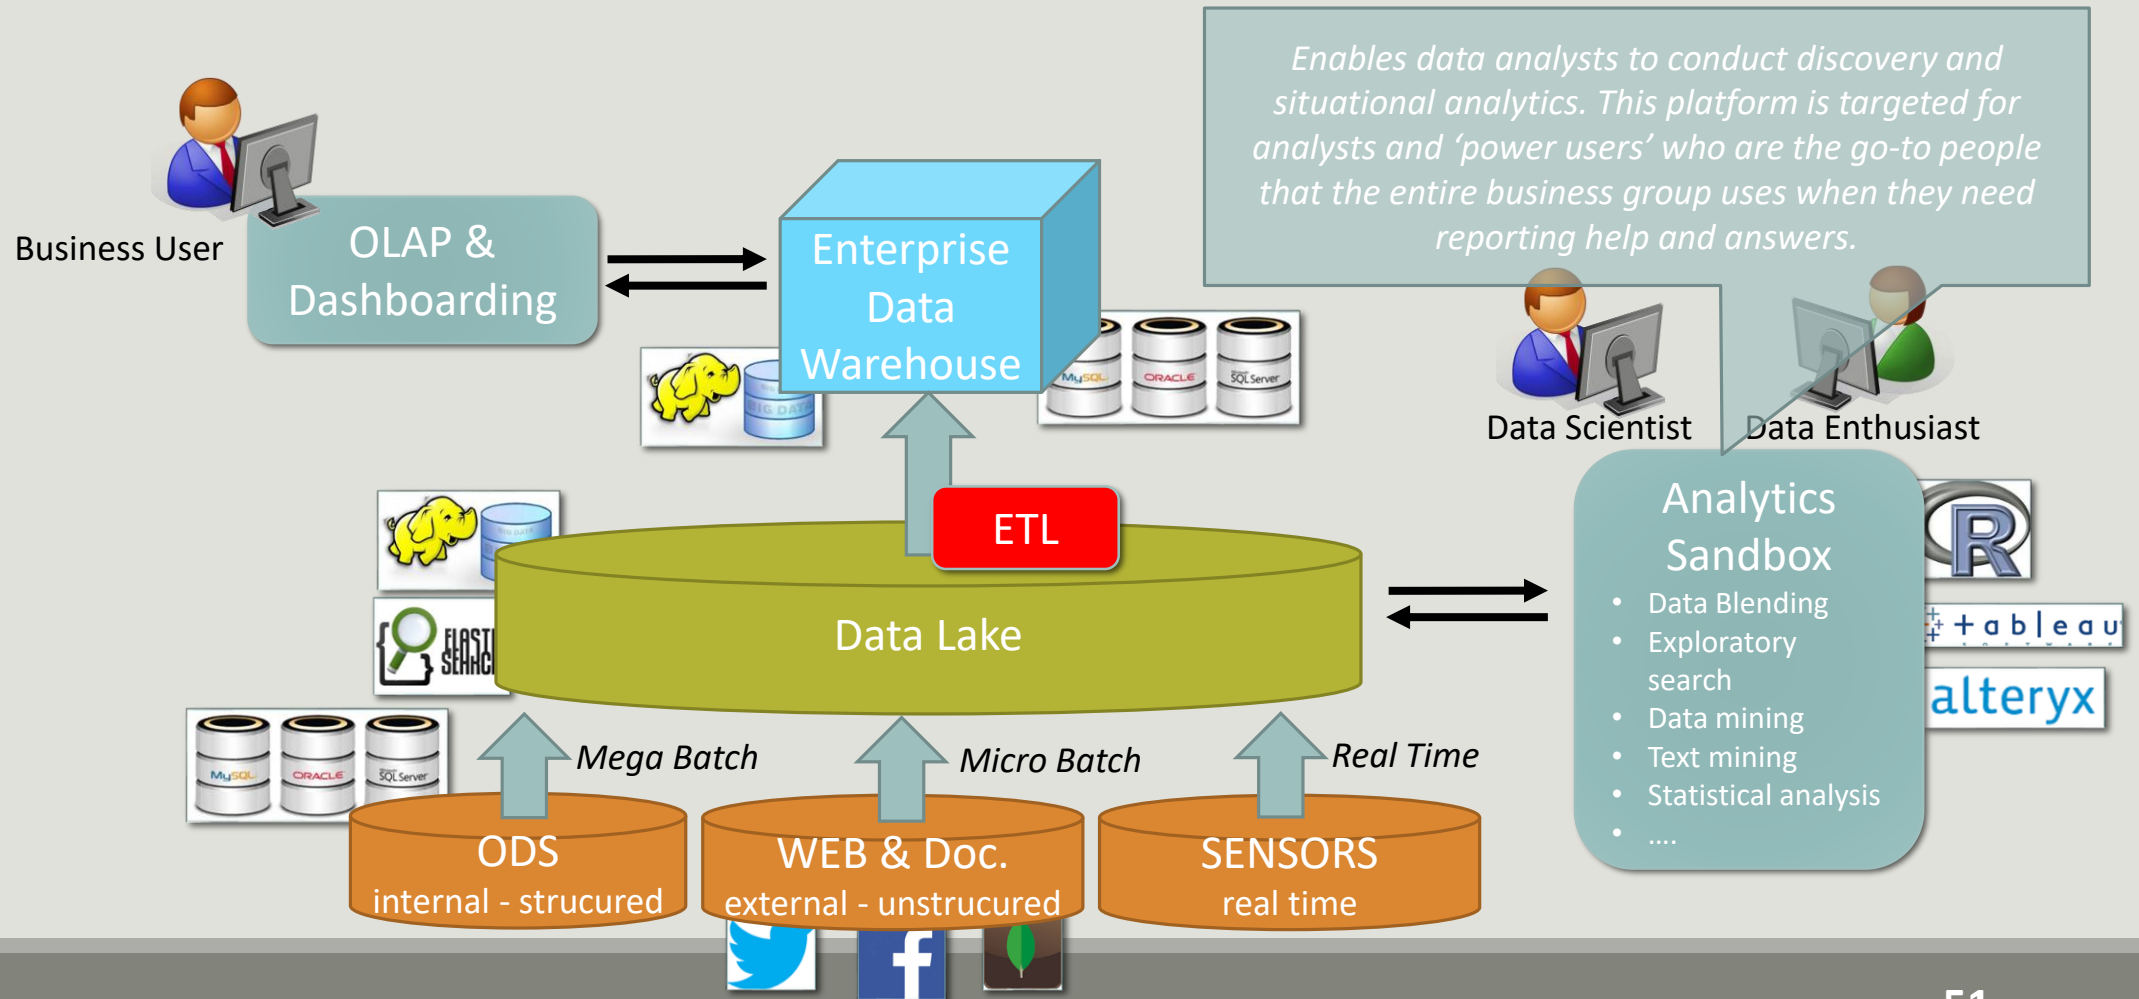 Enables data analysts to conduct discovery and
situational analytics. This platform is targeted for
analysts and ‘power users’ who are the go-to people
that the entire business group uses when they need
reporting help and answers.
Business User
OLAP &
Dashboarding
Enterprise
Data
Warehouse
BIG DATA
MySQL
ORACLE
SQL Server
Data Scientist
Data Enthusiast
ETL
Data Lake
Analytics
Sandbox
• Data Blending
• Exploratory
search
• Data mining
• Text mining
• Statistical analysis
• ....
R
+ableau
alteryx
MySQL
ORACLE
SQL Server
Mega Batch
Micro Batch
Real Time
ODS
internal - strucured
WEB & Doc.
external - unstrucured
SENSORS
real time
f